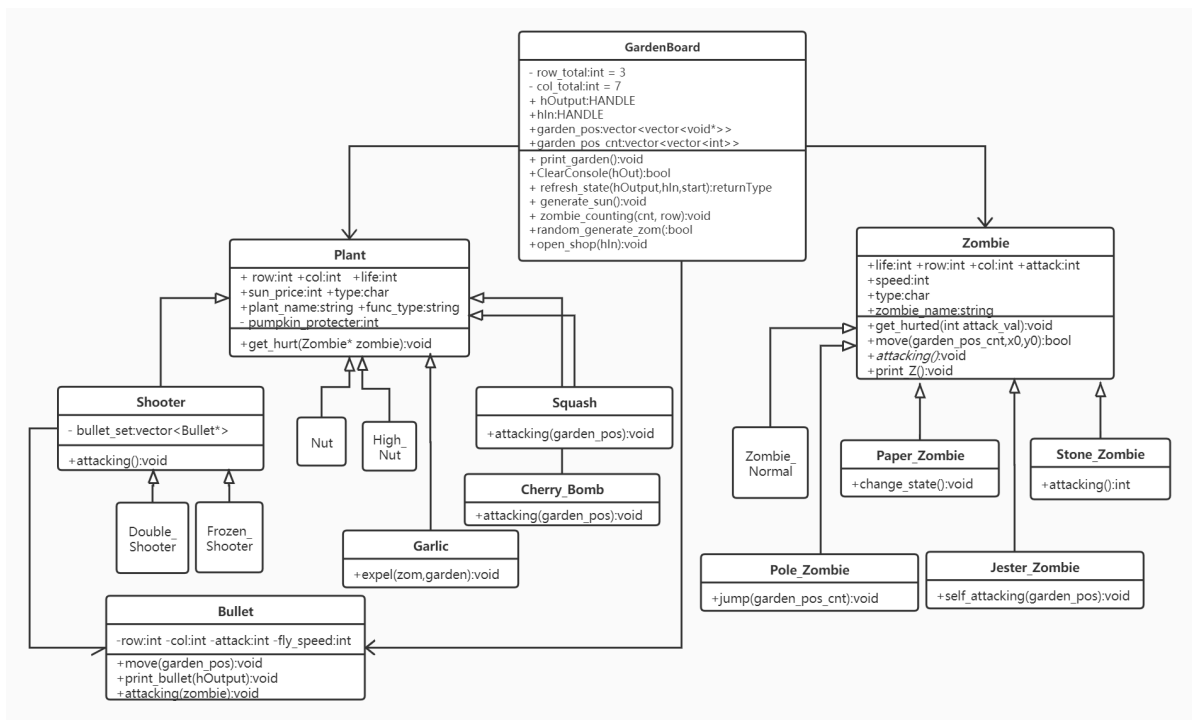 GardenBoard
- row_total:int = 3
- col_total:int = 7
+ hOutput:HANDLE
+hIn:HANDLE
+garden_pos:vector<vector<void*>>
+garden_pos_cnt:vector<vector<int>>
+ print_garden():void
+ClearConsole(hOut):bool
+ refresh_state(hOutput,hIn,start):returnType
+ generate_sun():void
+ zombie_counting(cnt, row):void
+random_generate_zom(:bool
+open_shop(hIn):void
Plant
+ row:int +col:int +life:int
+sun_price:int +type:char
+plant_name:string +func_type:string
- pumpkin_protecter:int
+get_hurt(Zombie* zombie):void
Zombie
+life:int +row:int +col:int +attack:int
+speed:int
+type:char
+zombie_name:string
+get_hurted(int attack_val):void
+move(garden_pos_cnt,x0,y0):bool
+attacking():void
+print_Z():void
Shooter
- bullet_set:vector<Bullet*>
+attacking():void
Nut
High_
Nut
Squash
+attacking(garden_pos):void
Cherry_Bomb
+attacking(garden_pos):void
Double_
Shooter
Frozen_
Shooter
Garlic
+expel(zom,garden):void
Zombie_
Normal
Paper_Zombie
+change_state():void
Stone_Zombie
+attacking():int
Pole_Zombie
+jump(garden_pos_cnt):void
Jester_Zombie
+self_attacking(garden_pos):void
Bullet
-row:int -col:int -attack:int -fly_speed:int
+move(garden_pos):void
+print_bullet(hOutput):void
+attacking(zombie):void